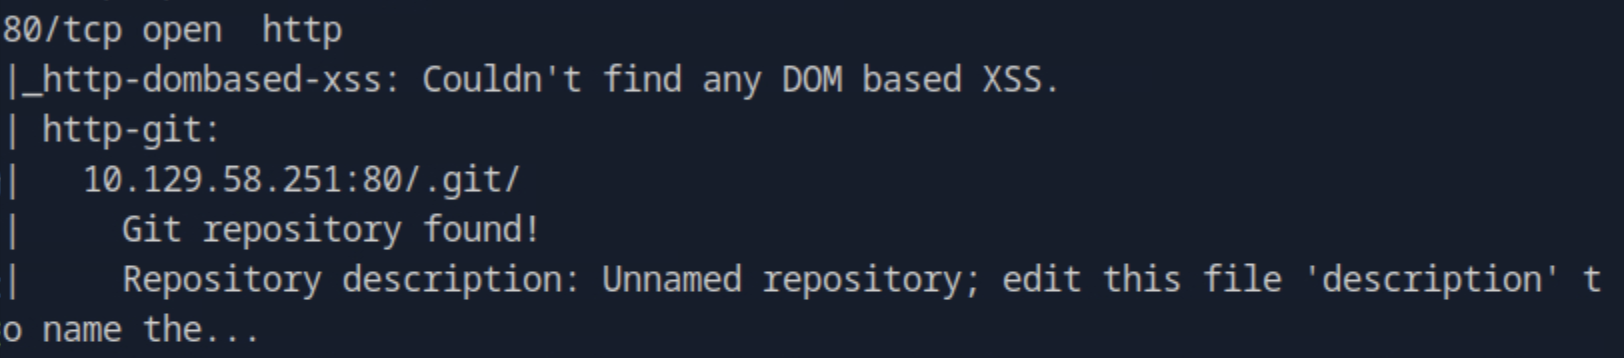 80/tcp open  http
|_http-dombased-xss: Couldn't find any DOM based XSS.
| http-git:
|   10.129.58.251:80/.git/
|     Git repository found!
|     Repository description: Unnamed repository; edit this file 'description' t
o name the...